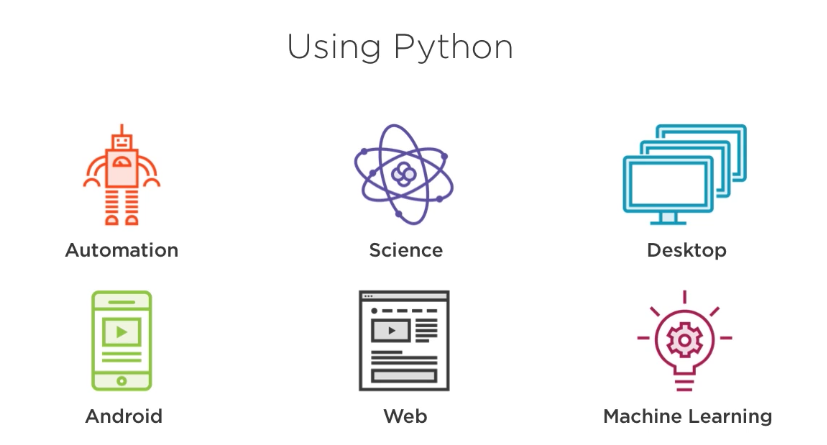 Using Python
Automation
Science
Desktop
Android
Web
Machine Learning